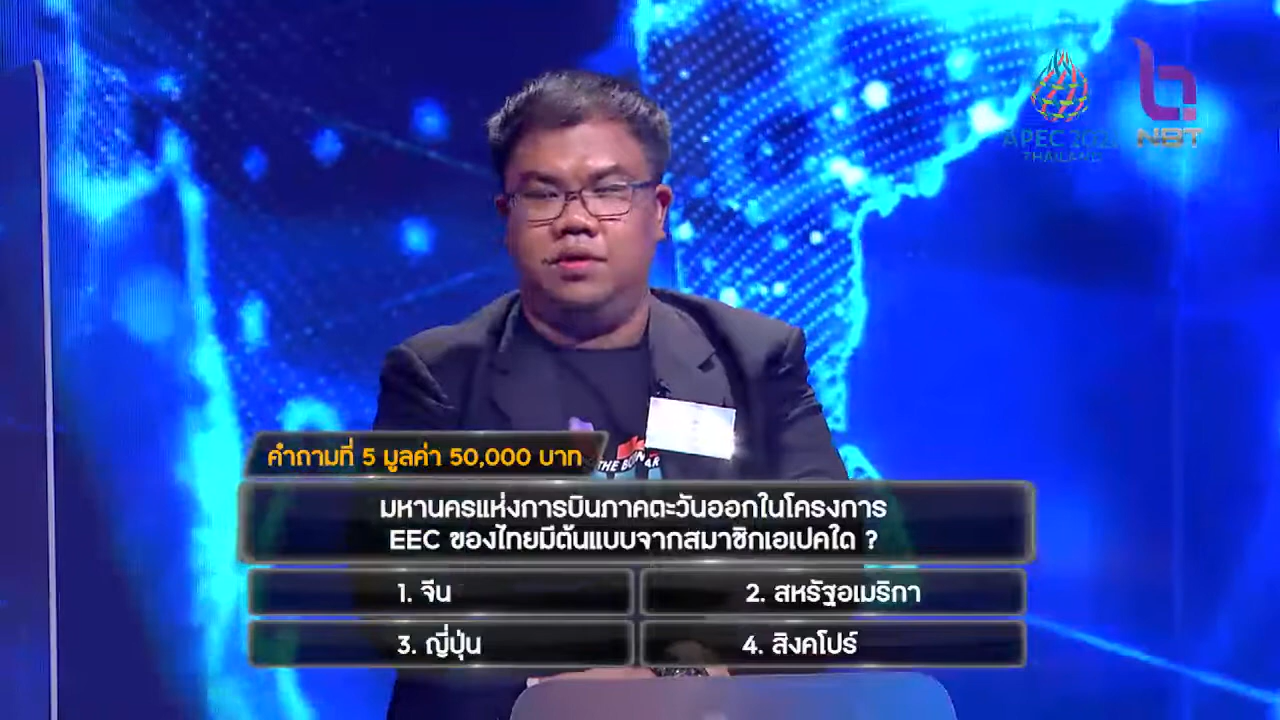 APEC 2022
THAILAND
NBT
THE BO
AR
คำถามที่ 5 มูลค่า 50,000 บาท
มหานครแห่งการบินภาคตะวันออกในโครงการ
EEC ของไทยมีต้นแบบจากสมาชิกเอเปคใด ?
1. จีน
2. สหรัฐอเมริกา
3. ญี่ปุ่น
4. สิงคโปร์